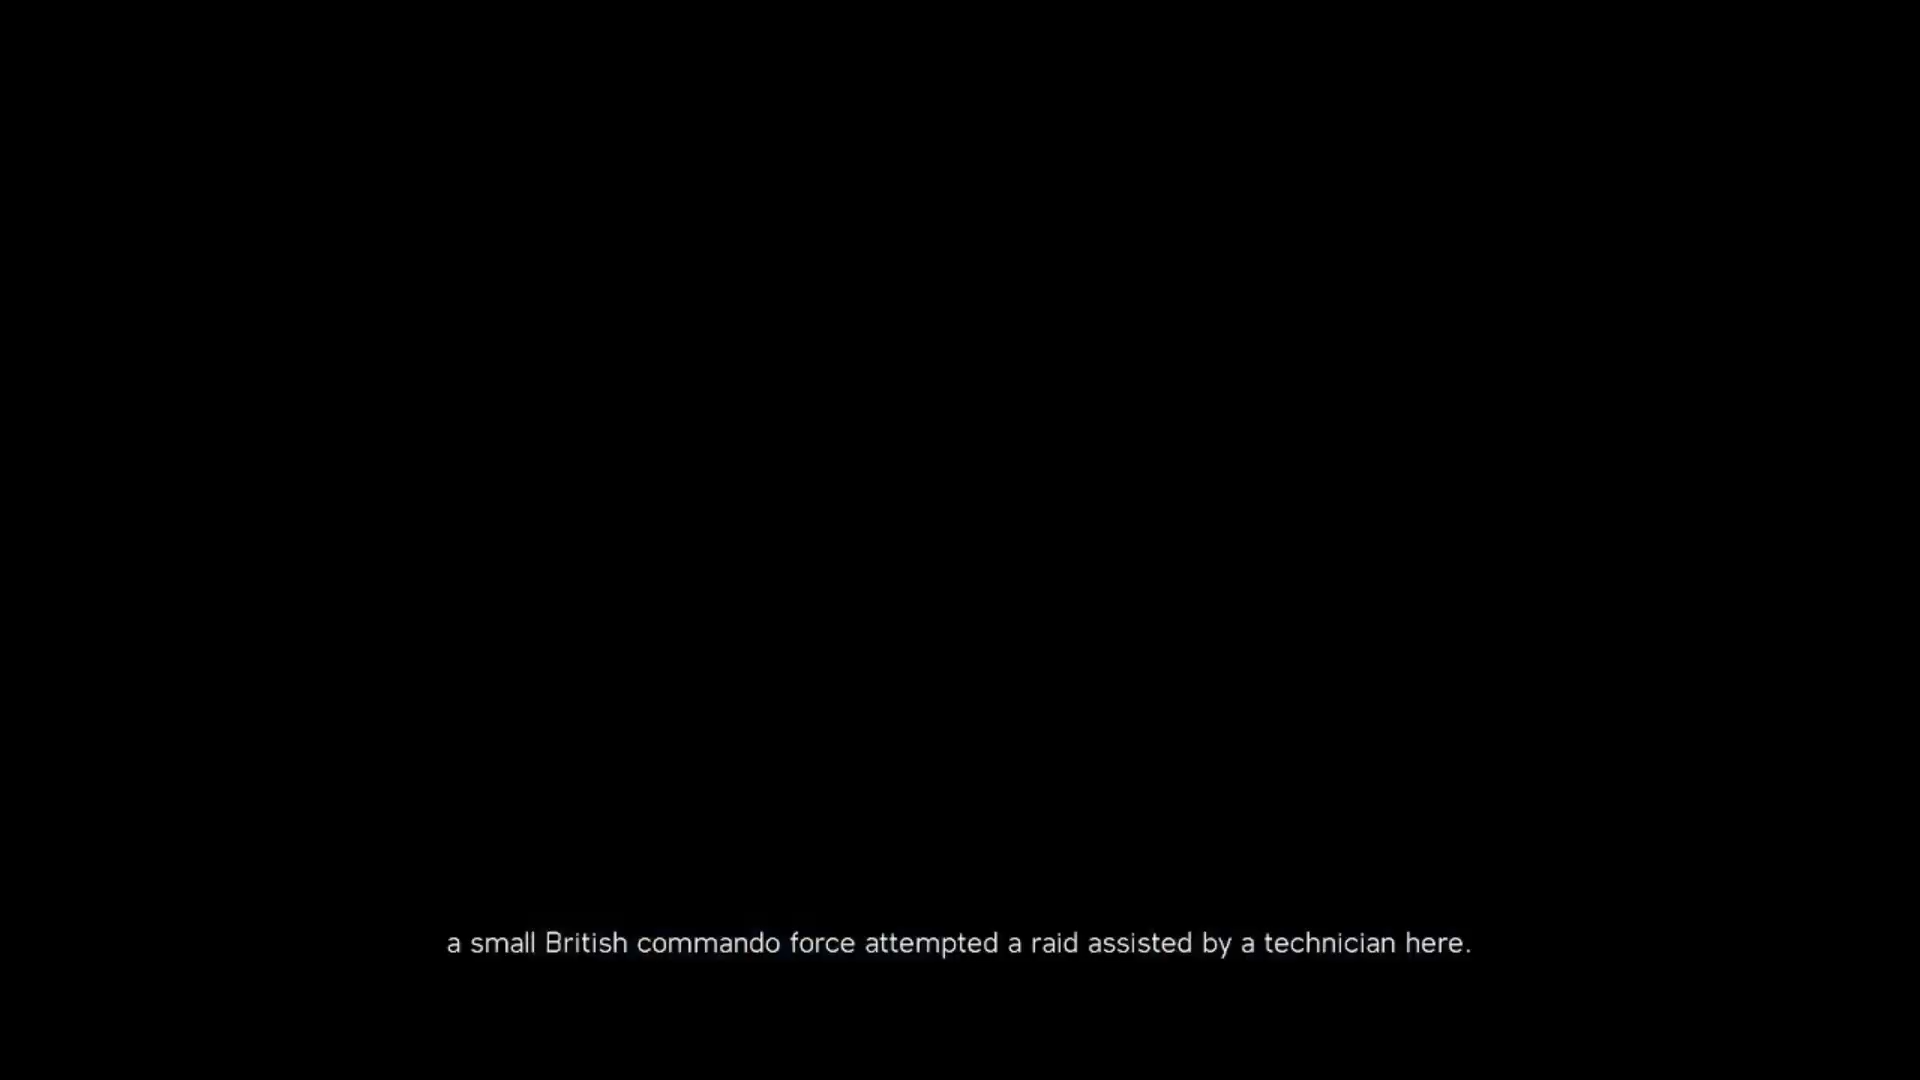 a small British commando force attempted a raid assisted by a technician here.